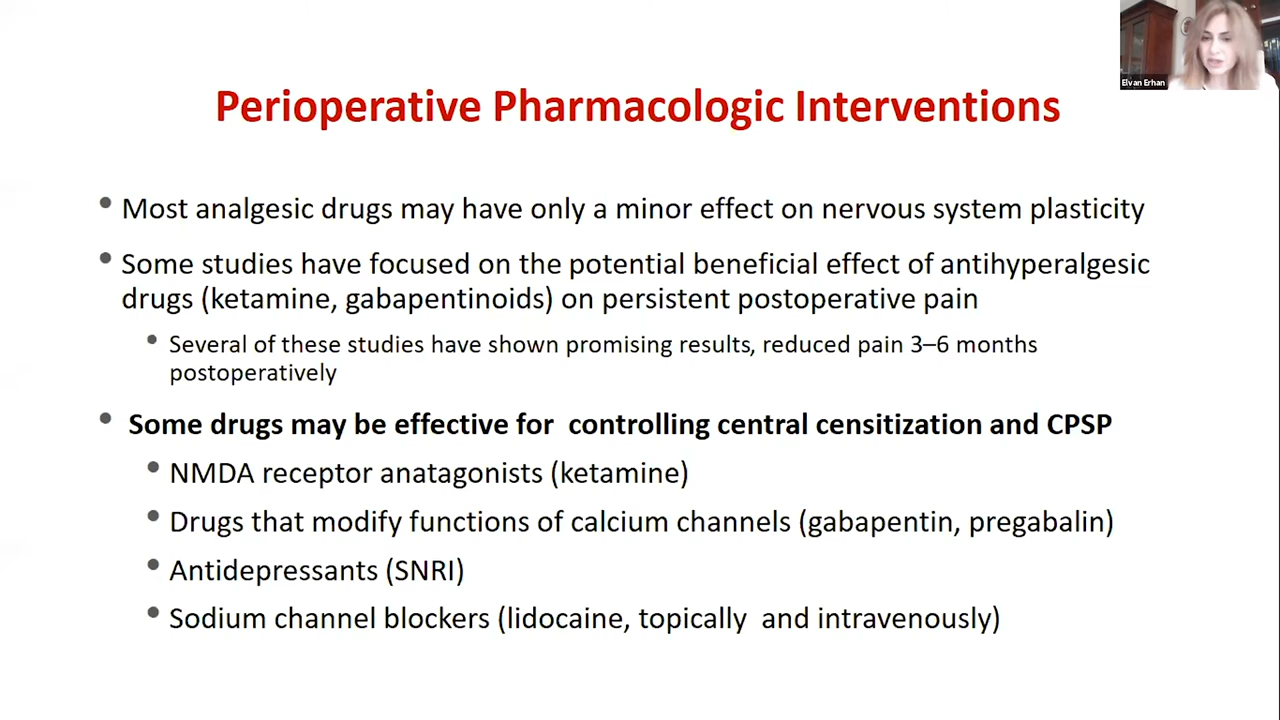 Elvan Erhan
Perioperative Pharmacologic Interventions
• Most analgesic drugs may have only a minor effect on nervous system plasticity
• Some studies have focused on the potential beneficial effect of antihyperalgesic
drugs (ketamine, gabapentinoids) on persistent postoperative pain
• Several of these studies have shown promising results, reduced pain 3–6 months
postoperatively
• Some drugs may be effective for  controlling central censitization and CPSP
• NMDA receptor anatagonists (ketamine)
• Drugs that modify functions of calcium channels (gabapentin, pregabalin)
• Antidepressants (SNRI)
• Sodium channel blockers (lidocaine, topically  and intravenously)